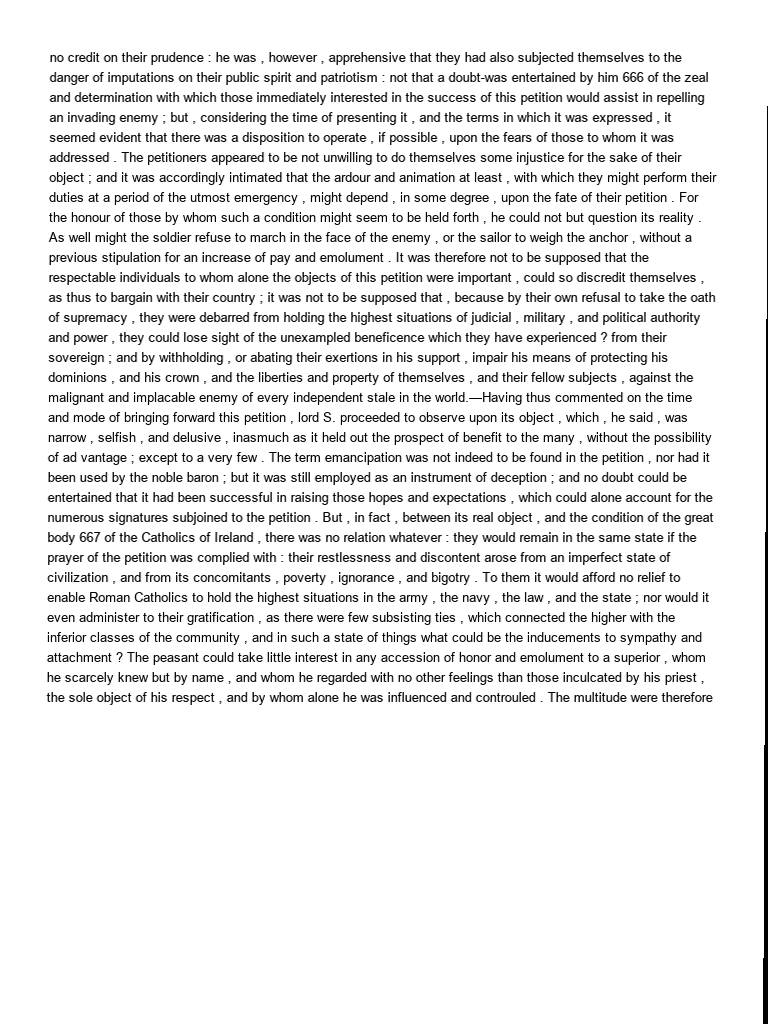 no credit on their prudence : he was , however , apprehensive that they had also subjected themselves to the
danger of imputations on their public spirit and patriotism : not that a doubt-was entertained by him 666 of the zeal
and determination with which those immediately interested in the success of this petition would assist in repelling
an invading enemy ; but , considering the time of presenting it , and the terms in which it was expressed , it
seemed evident that there was a disposition to operate , if possible , upon the fears of those to whom it was
addressed . The petitioners appeared to be not unwilling to do themselves some injustice for the sake of their
object ; and it was accordingly intimated that the ardour and animation at least , with which they might perform their
duties at a period of the utmost emergency , might depend , in some degree , upon the fate of their petition . For
the honour of those by whom such a condition might seem to be held forth , he could not but question its reality .
As well might the soldier refuse to march in the face of the enemy , or the sailor to weigh the anchor , without a
previous stipulation for an increase of pay and emolument . It was therefore not to be supposed that the
respectable individuals to whom alone the objects of this petition were important , could so discredit themselves ,
as thus to bargain with their country ; it was not to be supposed that , because by their own refusal to take the oath
of supremacy , they were debarred from holding the highest situations of judicial , military , and political authority
and power , they could lose sight of the unexampled beneficence which they have experienced ? from their
sovereign ; and by withholding , or abating their exertions in his support , impair his means of protecting his
dominions , and his crown , and the liberties and property of themselves , and their fellow subjects , against the
malignant and implacable enemy of every independent stale in the world.—Having thus commented on the time
and mode of bringing forward this petition , lord S. proceeded to observe upon its object , which , he said , was
narrow , selfish , and delusive , inasmuch as it held out the prospect of benefit to the many , without the possibility
of ad vantage ; except to a very few . The term emancipation was not indeed to be found in the petition , nor had it
been used by the noble baron ; but it was still employed as an instrument of deception ; and no doubt could be
entertained that it had been successful in raising those hopes and expectations , which could alone account for the
numerous signatures subjoined to the petition . But , in fact , between its real object , and the condition of the great
body 667 of the Catholics of Ireland , there was no relation whatever : they would remain in the same state if the
prayer of the petition was complied with : their restlessness and discontent arose from an imperfect state of
civilization , and from its concomitants , poverty , ignorance , and bigotry . To them it would afford no relief to
enable Roman Catholics to hold the highest situations in the army , the navy , the law , and the state ; nor would it
even administer to their gratification , as there were few subsisting ties , which connected the higher with the
inferior classes of the community , and in such a state of things what could be the inducements to sympathy and
attachment ? The peasant could take little interest in any accession of honor and emolument to a superior , whom
he scarcely knew but by name , and whom he regarded with no other feelings than those inculcated by his priest ,
the sole object of his respect , and by whom alone he was influenced and controuled . The multitude were therefore